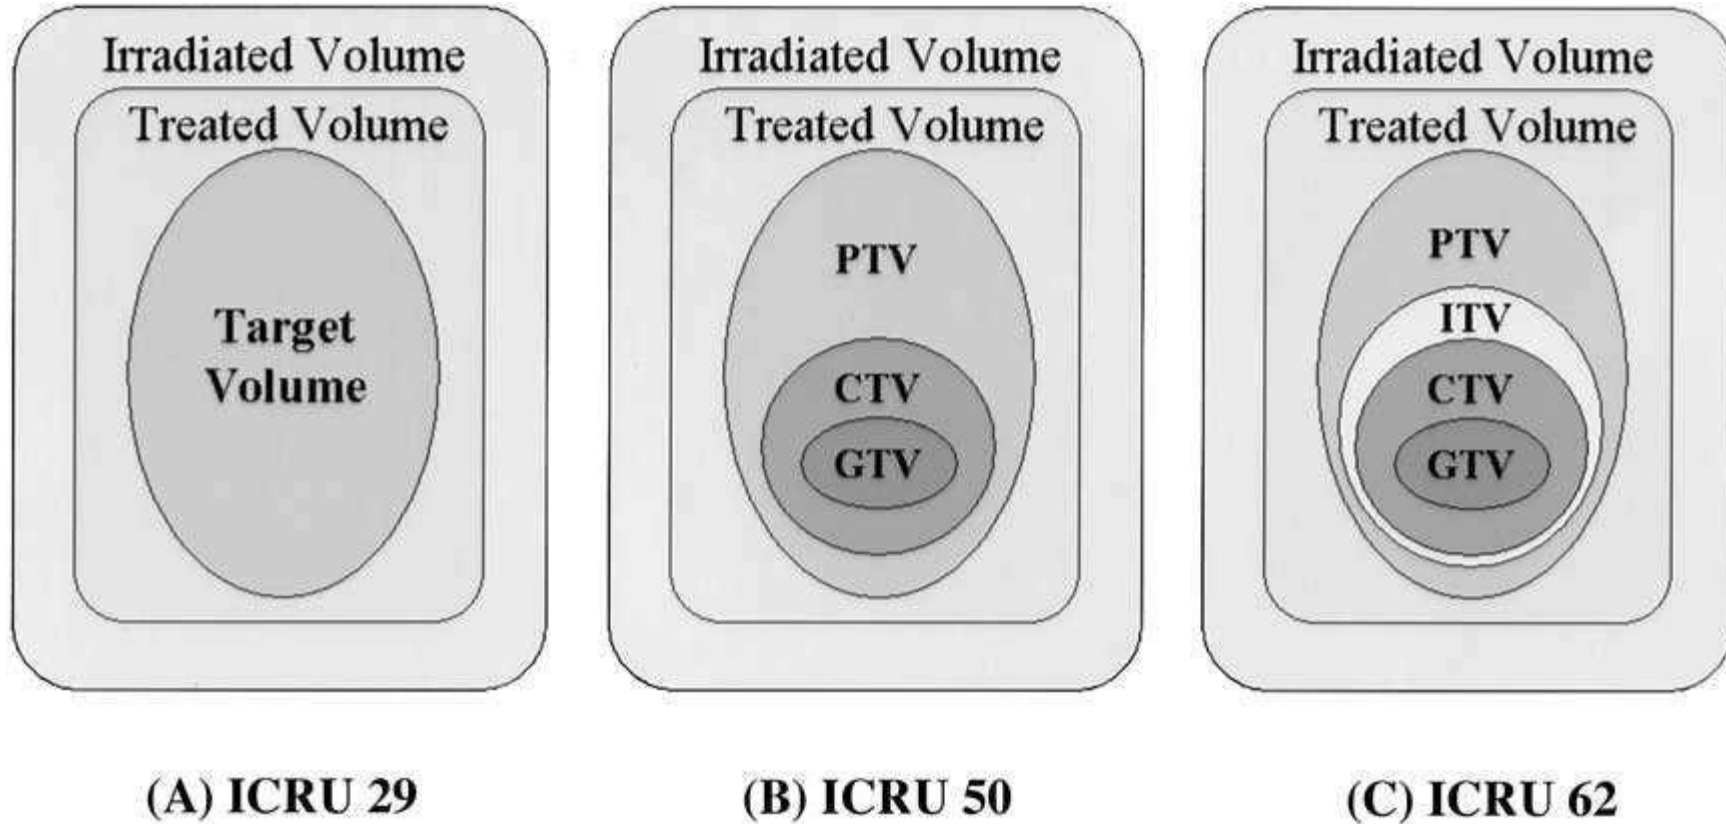 Irradiated Volume
Treated Volume
Target
Volume
(A) ICRU 29
Irradiated Volume
Treated Volume
PTV
CTV
GTV
(B) ICRU 50
Irradiated Volume
Treated Volume
PTV
ITV
CTV
GTV
(C) ICRU 62